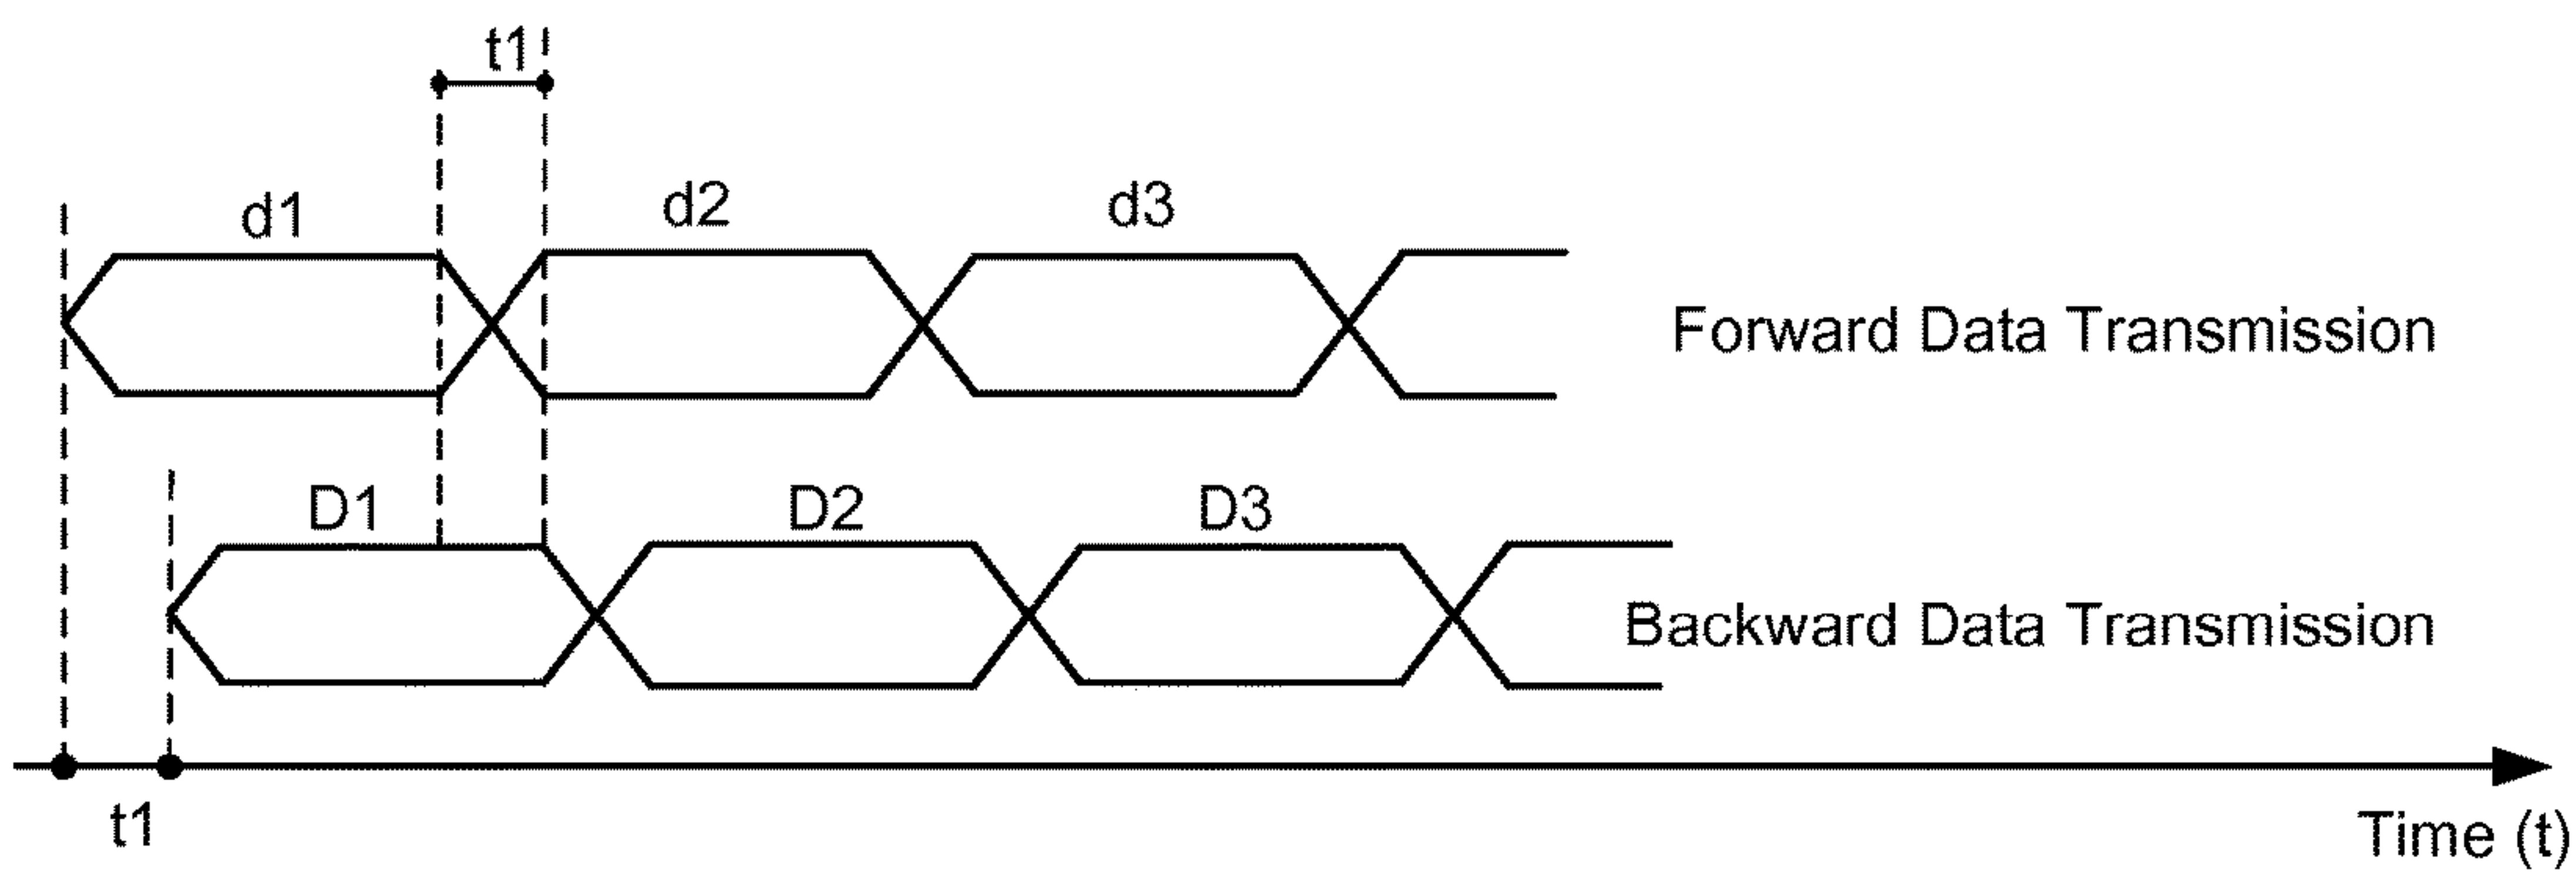 t1
d1 d2 d3
Forward Data Transmission
D1 D2 D3
Backward Data Transmission
t1
Time (t)